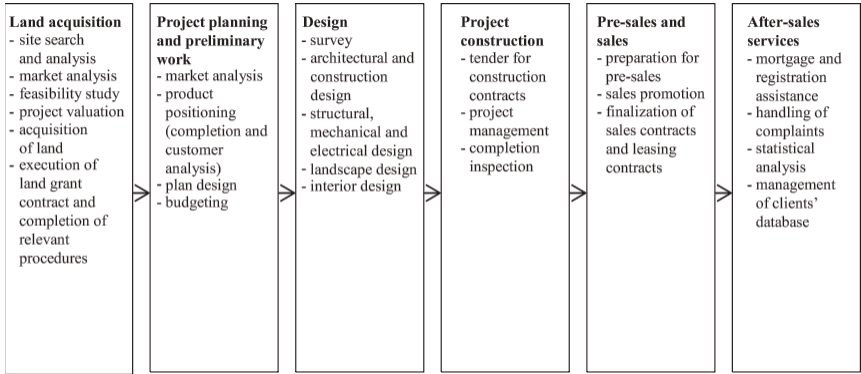 Land acquisition
- site search
and analysis
- market analysis
- feasibility study
- project valuation
- acquisition
of land
- execution of
land grant
contract and
completion of
relevant
procedures
Project planning
and preliminary
work
- market analysis
- product
positioning
(completion and
customer
analysis)
- plan design
- budgeting
Design
- survey
- architectural and
construction
design
- structural,
mechanical and
electrical design
- landscape design
- interior design
Project
construction
- tender for
construction
contracts
- project
management
- completion
inspection
Pre-sales and
sales
- preparation for
pre-sales
- sales promotion
- finalization of
sales contracts
and leasing
contracts
After-sales
services
- mortgage and
registration
assistance
- handling of
complaints
- statistical
analysis
- management
of clients'
database